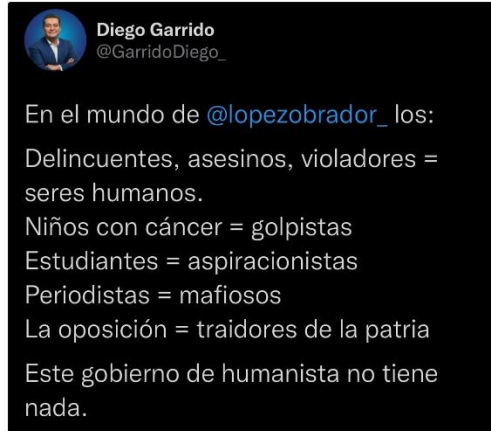 Diego Garrido
@GarridoDiego_
En el mundo de @lopezobrador_ los:
Delincuentes, asesinos, violadores =
seres humanos.
Niños con cáncer = golpistas
Estudiantes = aspiracionistas
Periodistas = mafiosos
La oposición = traidores de la patria
Este gobierno de humanista no tiene
nada.